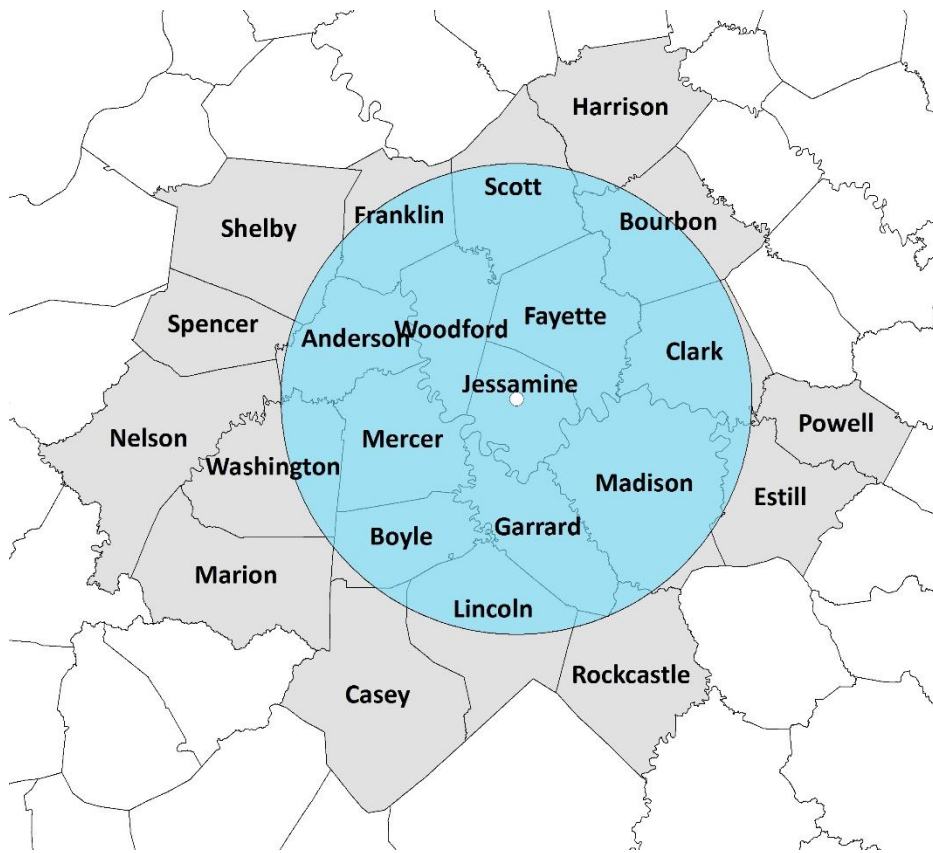 Harrison
Scott
Franklin
Bourbon
Shelby
Fayette
Spencer
Anderson
Woodford
Clark
Jessamine
Powell
Nelson
Mercer
Washington
Madison
Estill
Garrard
Boyle
Marion
Lincoln
Rockcastle
Casey